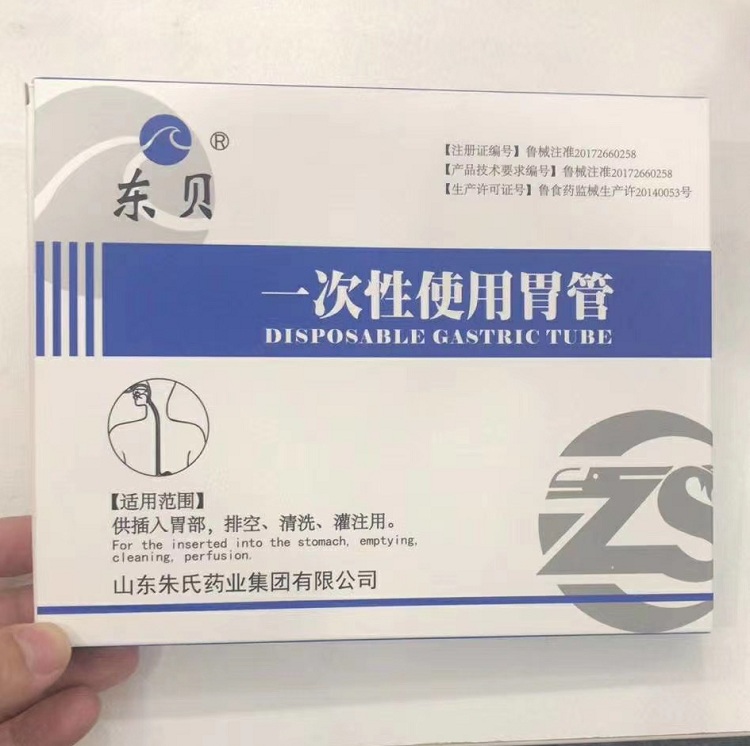 ®
东贝
【注册证编号】鲁械注准20172660258
【产品技术要求编号】鲁械注准20172660258
【生产许可证号】鲁食药监械生产许20140053号
一次性使用胃管
DISPOSABLE GASTRIC TUBE
【适用范围】
供插入胃部，排空、清洗、灌注用。
For the inserted into the stomach, emptying,
cleaning, perfusion.
山东朱氏药业集团有限公司
ZS